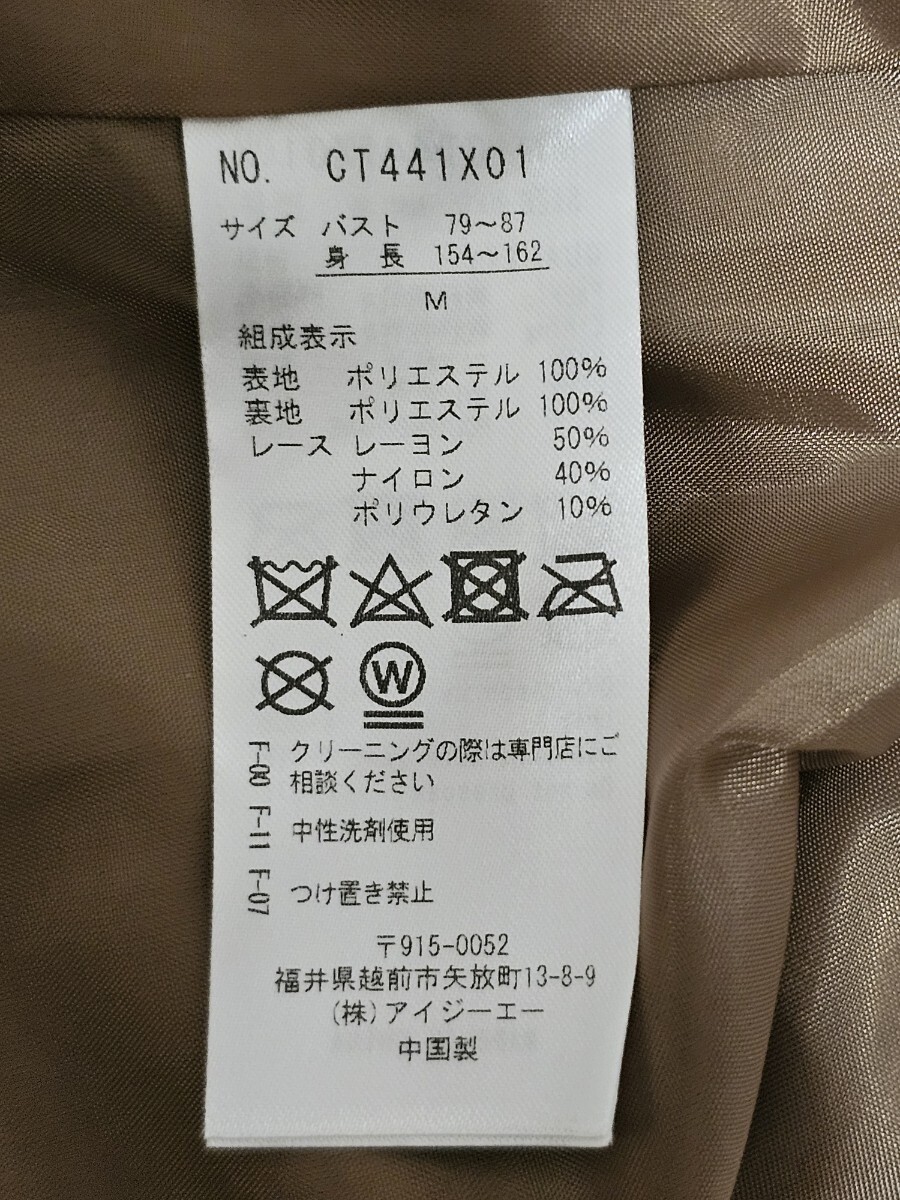 NO. CT441X01
サイズ バスト 79～87
身長 154～162
M
組成表示
表地 ポリエステル 100%
裏地 ポリエステル 100%
レース レーヨン 50%
ナイロン 40%
ポリウレタン 10%
W
F-00 クリーニングの際は専門店にご
相談ください
F-11 中性洗剤使用
F-07 つけ置き禁止
〒915-0052
福井県越前市矢放町13-8-9
(株)アイジーエー
中国製